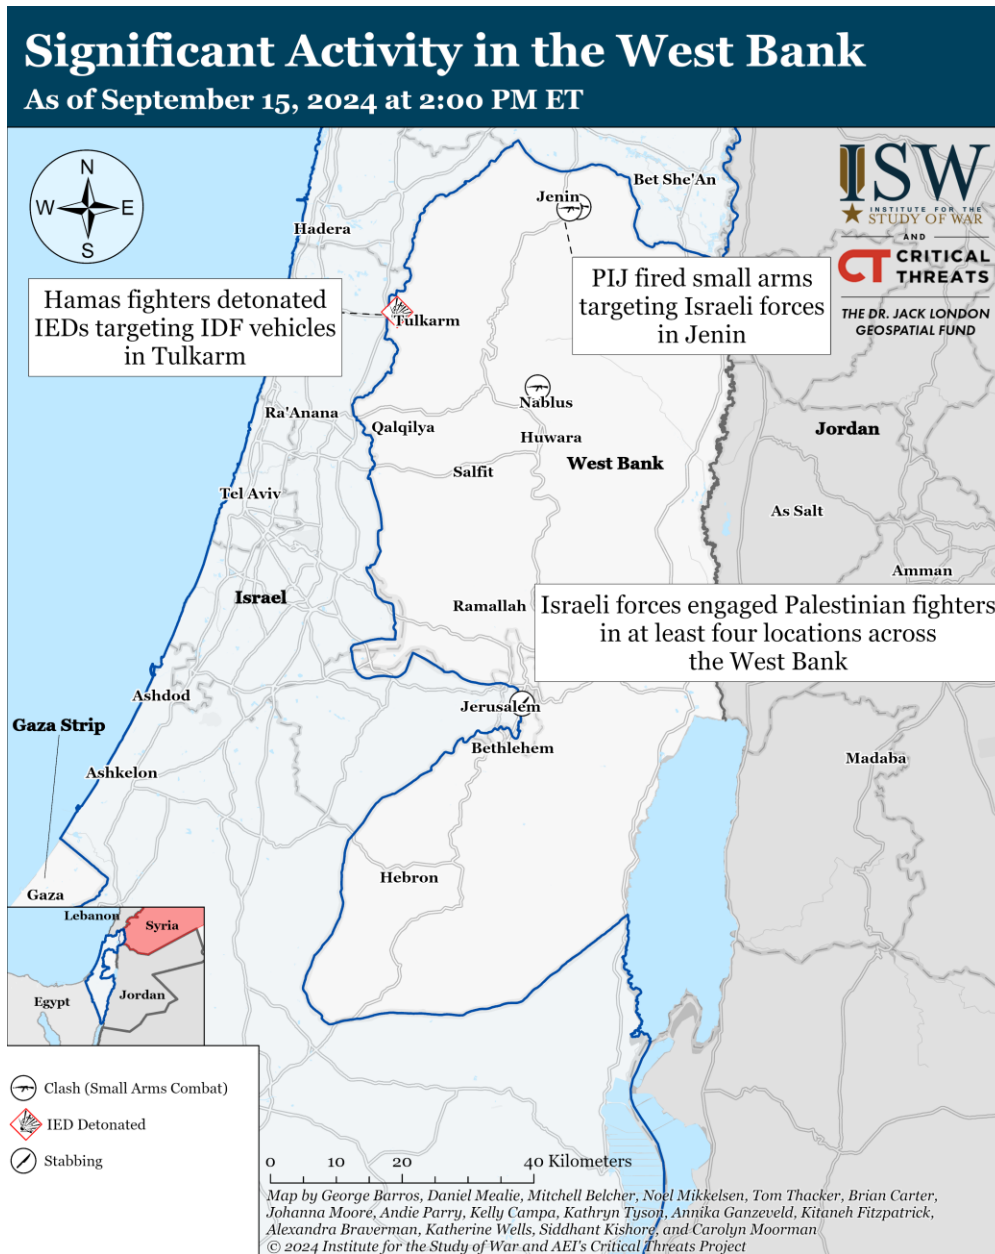 Significant Activity in the West Bank
As of September 15, 2024 at 2:00 PM ET
N
W
E
S
ISW
INSTITUTE FOR THE
STUDY OF WAR
AND
CT CRITICAL
THREATS
THE DR. JACK LONDON
GEOSPATIAL FUND
Bet She'An
Jenin
Hadera
Hamas fighters detonated
IEDs targeting IDF vehicles
in Tulkarm
PIJ fired small arms
targeting Israeli forces
in Jenin
Tulkarm
Nablus
Ra'Anana
Qalqilya
Huwara
Jordan
West Bank
Salfit
Tel Aviv
As Salt
Amman
Israel
Ramallah
Israeli forces engaged Palestinian fighters
in at least four locations across
the West Bank
Ashdod
Jerusalem
Gaza Strip
Bethlehem
Madaba
Ashkelon
Hebron
Gaza
Lebanon
Syria
Egypt
Jordan
Clash (Small Arms Combat)
IED Detonated
Stabbing
0 10 20 40 Kilometers
Map by George Barros, Daniel Mealie, Mitchell Belcher, Noel Mikkelsen, Tom Thacker, Brian Carter,
Johanna Moore, Andie Parry, Kelly Campa, Kathryn Tyson, Annika Ganzeveld, Kitaneh Fitzpatrick,
Alexandra Braverman, Katherine Wells, Siddhant Kishore, and Carolyn Moorman
© 2024 Institute for the Study of War and AEI's Critical Threats Project